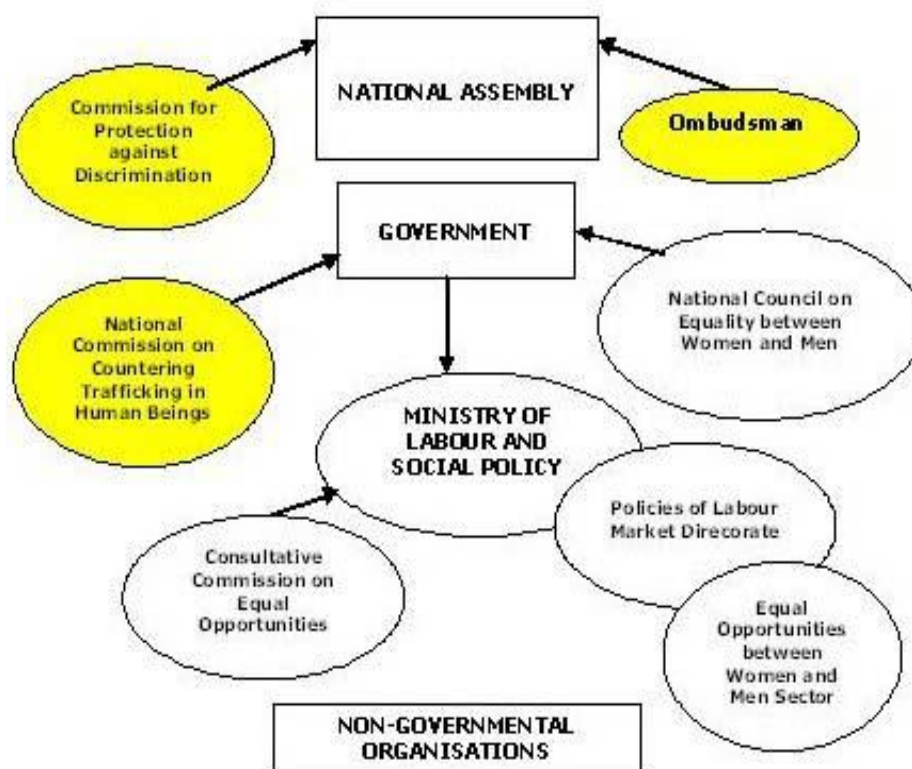 NATIONAL ASSEMBLY
Commission for
Protection
against
Discrimination
Ombudsman
GOVERNMENT
National Council on
Equality between
Women and Men
National
Commission on
Countering
Trafficking in
Human Beings
MINISTRY OF
LABOUR AND
SOCIAL POLICY
Policies of Labour
Market Direcorate
Consultative
Commission on
Equal
Opportunities
Equal
Opportunities
between
Women and
Men Sector
NON-GOVERNMENTAL
ORGANISATIONS